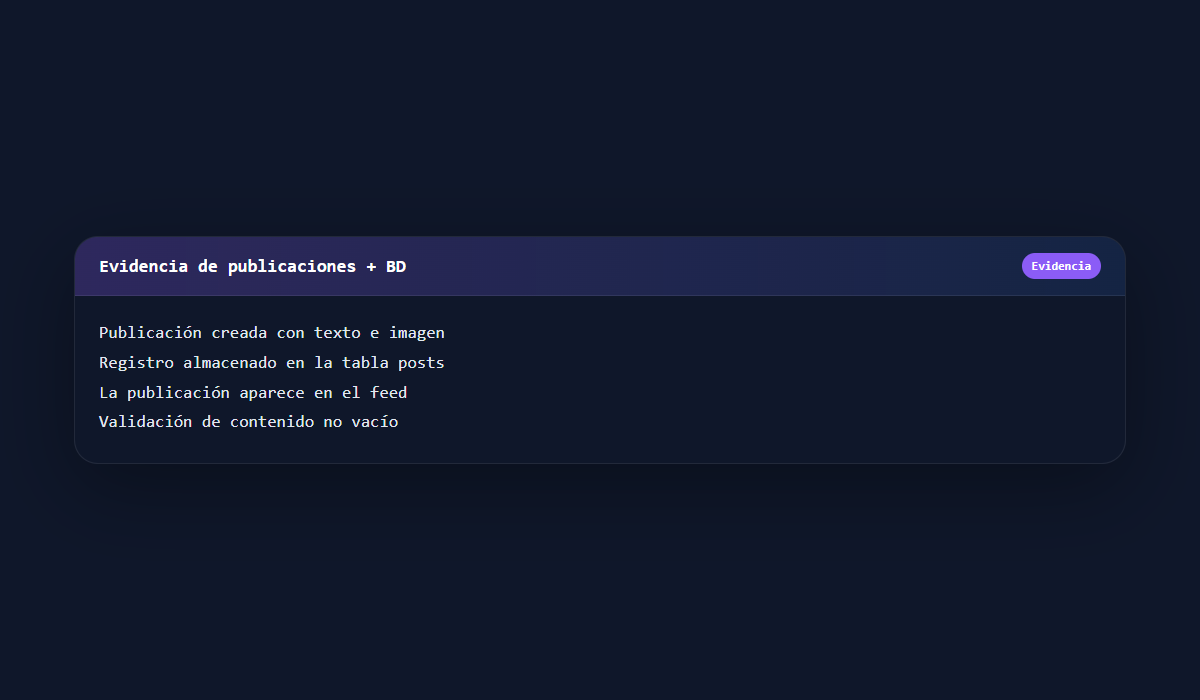 Evidencia de publicaciones + BD
Evidencia
Publicación creada con texto e imagen
Registro almacenado en la tabla posts
La publicación aparece en el feed
Validación de contenido no vacío